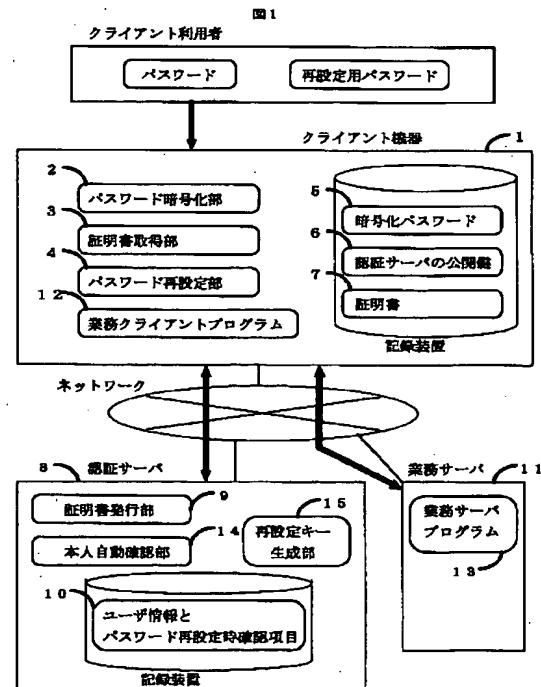 図1
クライアント利用者
パスワード
再設定用パスワード
クライアント機器
1
2
パスワード暗号化部
3
証明書取得部
4
パスワード再設定部
12
業務クライアントプログラム
5
暗号化パスワード
6
認証サーバの公開鍵
7
証明書
記録装置
ネットワーク
8
認証サーバ
証明書発行部
9
本人自動確認部
14
15
再設定キー
生成部
10
ユーザ情報と
パスワード再設定時確認項目
記録装置
業務サーバ
11
業務サーバ
プログラム
13